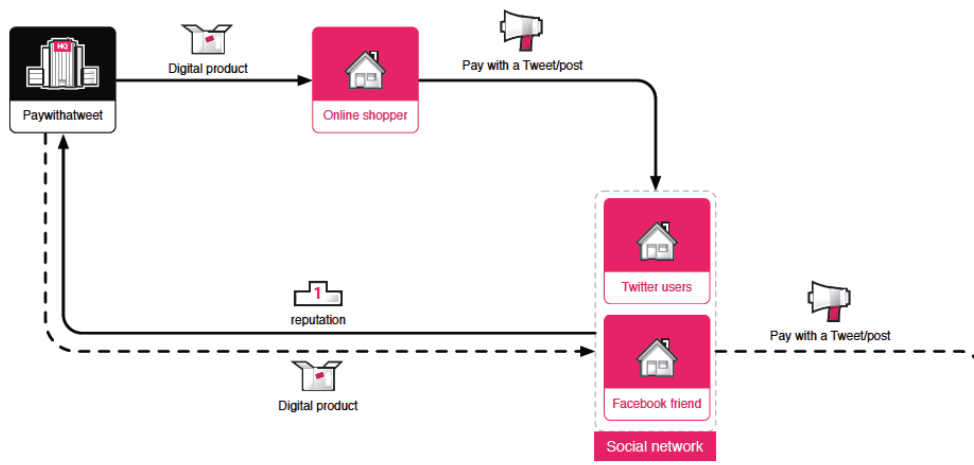 HQ
Paywithatweet
Digital product
Online shopper
Pay with a Tweet/post
Twitter users
1
reputation
Pay with a Tweet/post
Digital product
Facebook friend
Social network